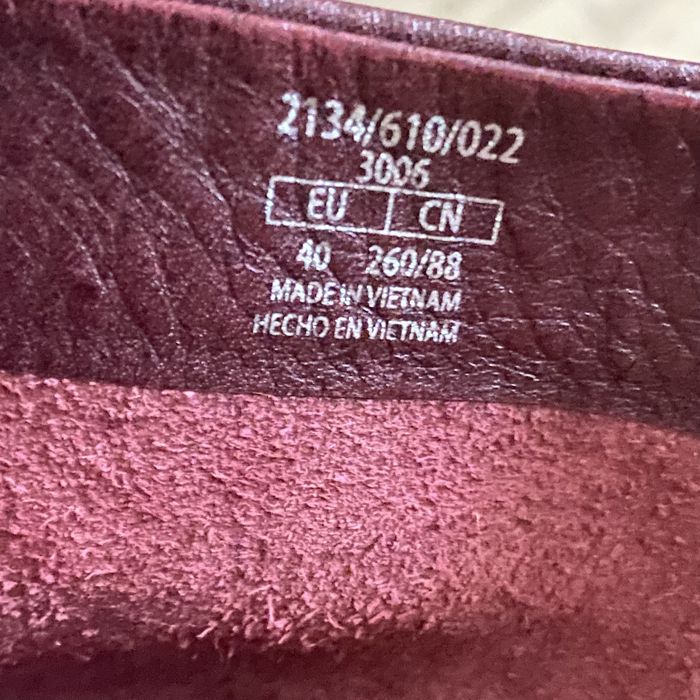 2134/610/022
3006
EU CN
40 260/88
MADE IN VIETNAM
HECHO EN VIETNAM